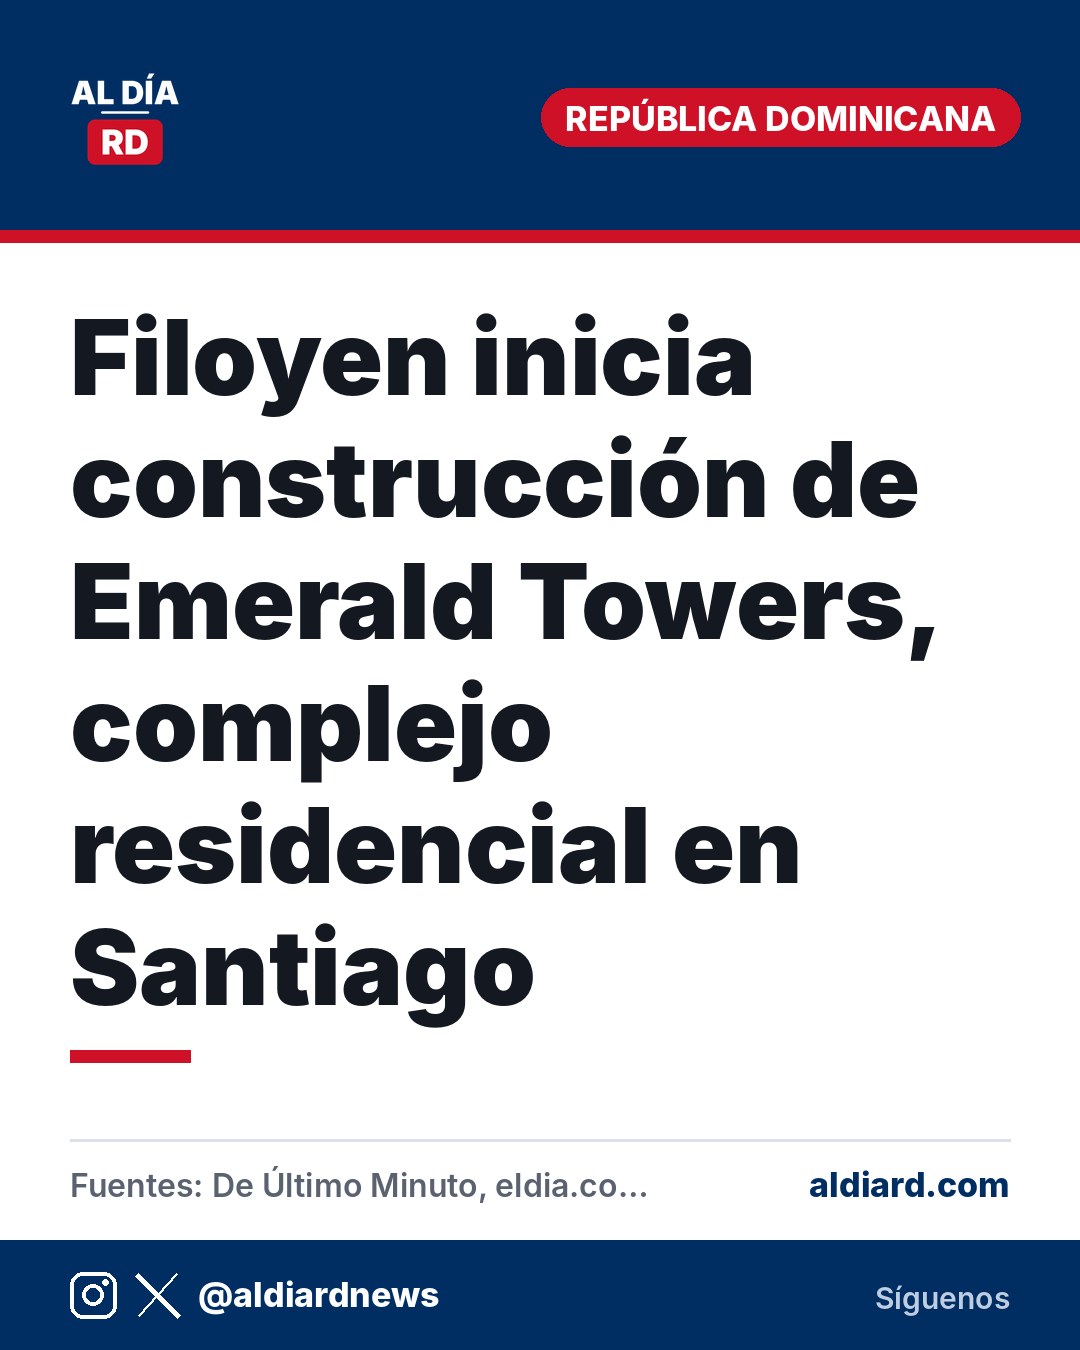 AL DÍA
RD
REPÚBLICA DOMINICANA
Filoyen inicia
construcción de
Emerald Towers,
complejo
residencial en
Santiago
Fuentes: De Último Minuto, eldia.co...
aldiard.com
@aldiardnews
Síguenos